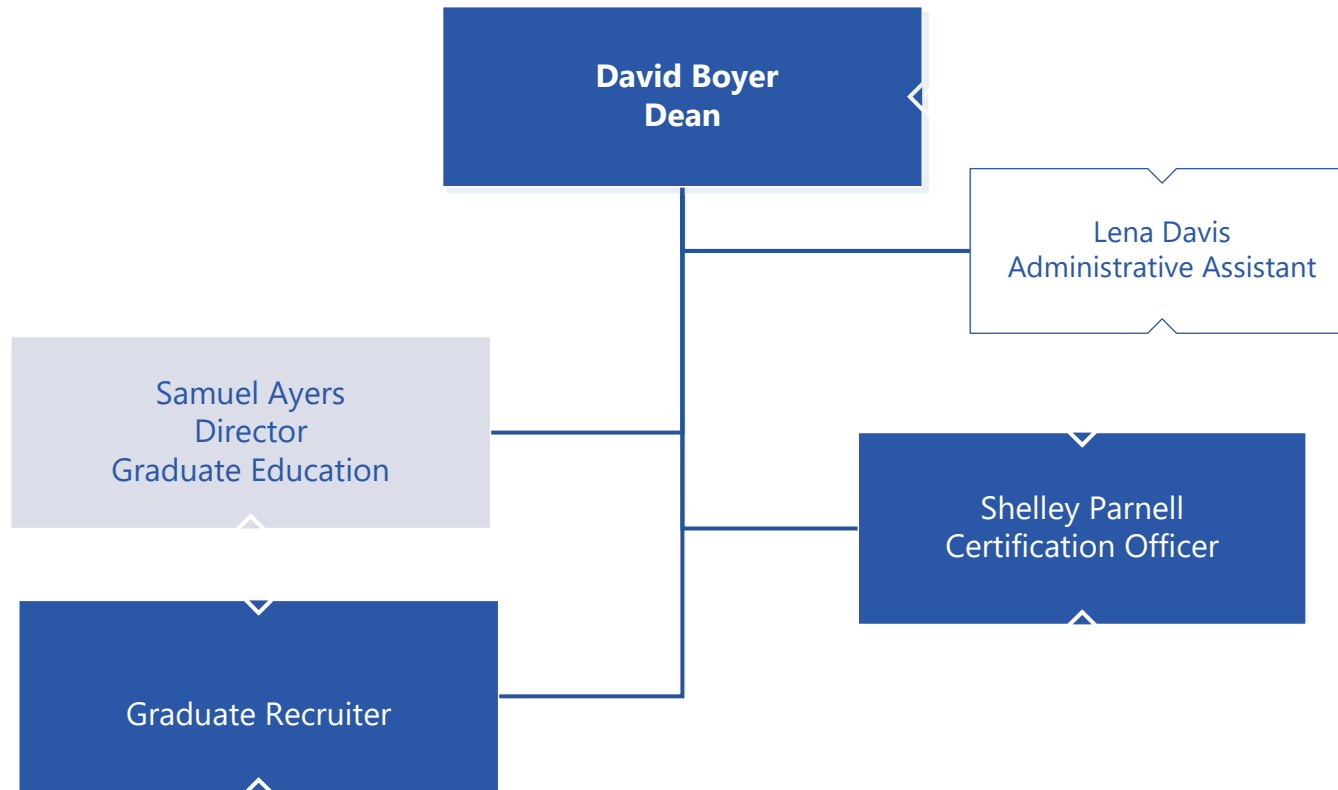 David Boyer
Dean
Lena Davis
Administrative Assistant
Samuel Ayers
Director
Graduate Education
Shelley Parnell
Certification Officer
Graduate Recruiter